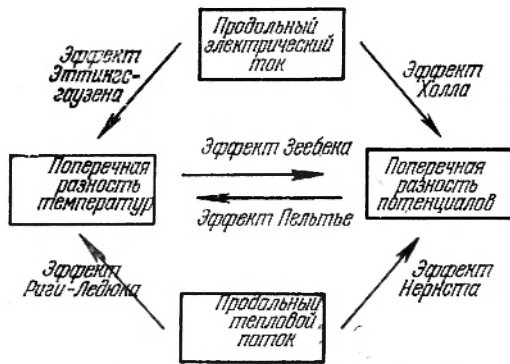 Продольный
электрический
ток
Эффект
Эттингс-
гаузена
Эффект
Холла
Поперечная
разность
температур
Эффект Зеебека
Эффект Пельтье
Поперечная
разность
потенциалов
Эффект
Риги-Ледюка
Продольный
тепловой
поток
Эффект
Нернста